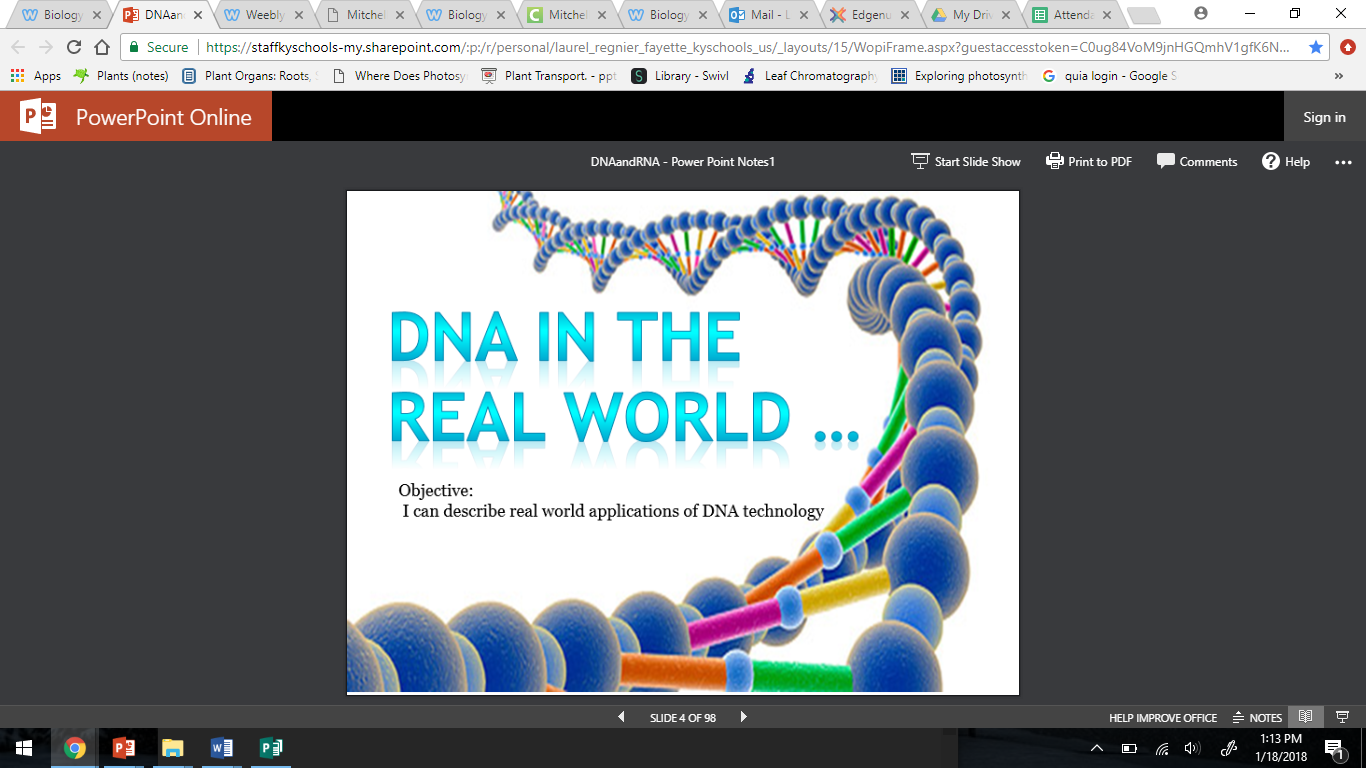 Biology
DNAan
Weekly
Mitchel
Biology
Mitchel
Biology
Mail - L
Edgenu
My Driv
Attenda
Secure
https://staffkyschools-my.sharepoint.com/:p:/r/personal/laurel_regnier_fayette_kyschools_us/_layouts/15/WopiFrame.aspx?guestaccesstoken=C0ug84VoM9jnHGQmhV1gfK6N...
Apps Plants (notes) Plant Organs: Roots, Where Does Photosy Plant Transport. - ppt Library - Swivl Leaf Chromatography Exploring photosynth quia login - Google S »
PowerPoint Online
Sign in
DNAandRNA - Power Point Notes1
Start Slide Show Print to PDF Comments Help
DNA IN THE
REAL WORLD ...
Objective:
I can describe real world applications of DNA technology
SLIDE 4 OF 98
HELP IMPROVE OFFICE NOTES
1:13 PM
1/18/2018
1